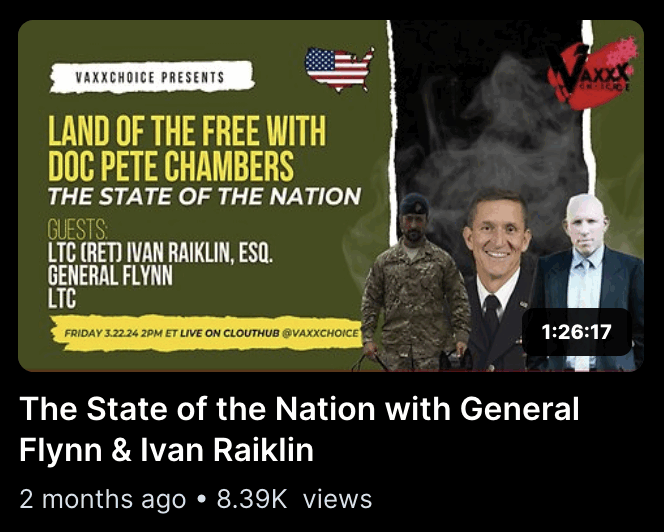 VAXXCHOICE PRESENTS
VAXXX
CHOICE
LAND OF THE FREE WITH
DOC PETE CHAMBERS
THE STATE OF THE NATION
GUESTS:
LTC (RET) IVAN RAIKLIN, ESQ.
GENERAL FLYNN
LTC
FRIDAY 3.22.24 2PM ET LIVE ON CLOUTHUB @VAXXCHOICE
1:26:17
The State of the Nation with General
Flynn & Ivan Raiklin
2 months ago • 8.39K views